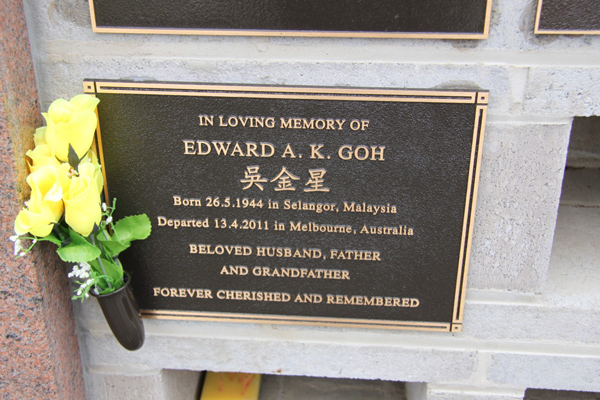 IN LOVING MEMORY OF
EDWARD A. K. GOH
吳金星
Born 26.5.1944 in Selangor, Malaysia
Departed 13.4.2011 in Melbourne, Australia
BELOVED HUSBAND, FATHER
AND GRANDFATHER
FOREVER CHERISHED AND REMEMBERED